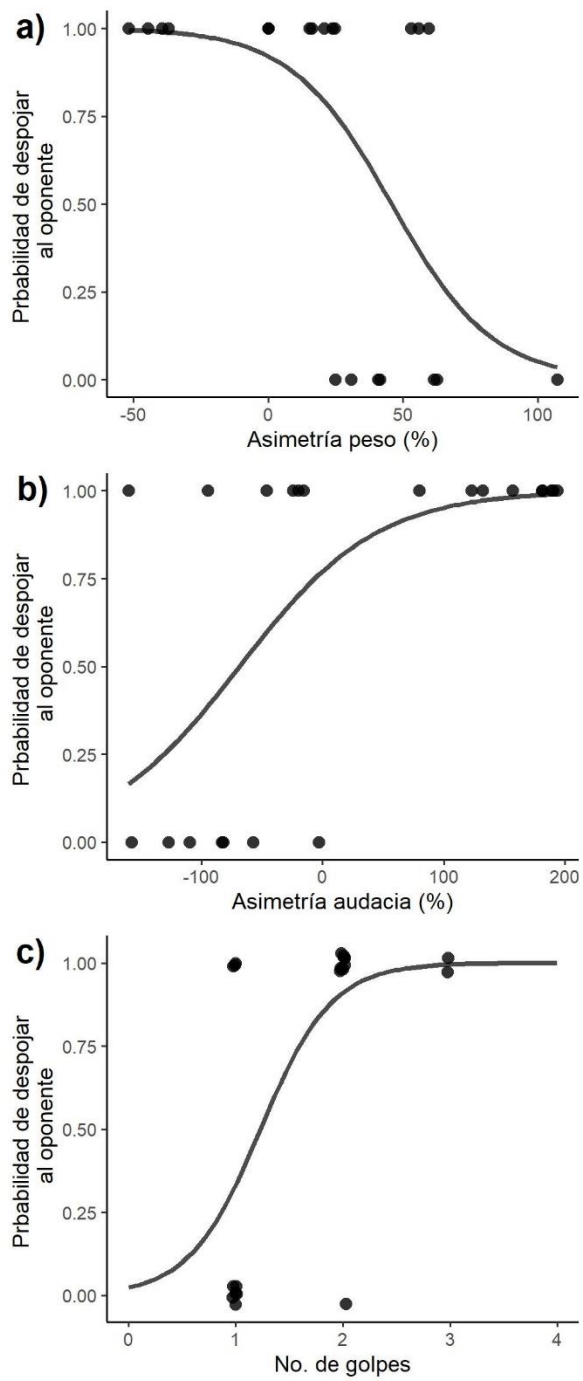 a)
1.00
0.75
0.50
0.25
0.00
Prbabilidad de despojar
al oponente
-50
0
50
100
Asimetría peso (%)
b)
1.00
0.75
0.50
0.25
0.00
Prbabilidad de despojar
al oponente
-100
0
100
200
Asimetría audacia (%)
c)
1.00
0.75
0.50
0.25
0.00
Prbabilidad de despojar
al oponente
0
1
2
3
4
No. de golpes